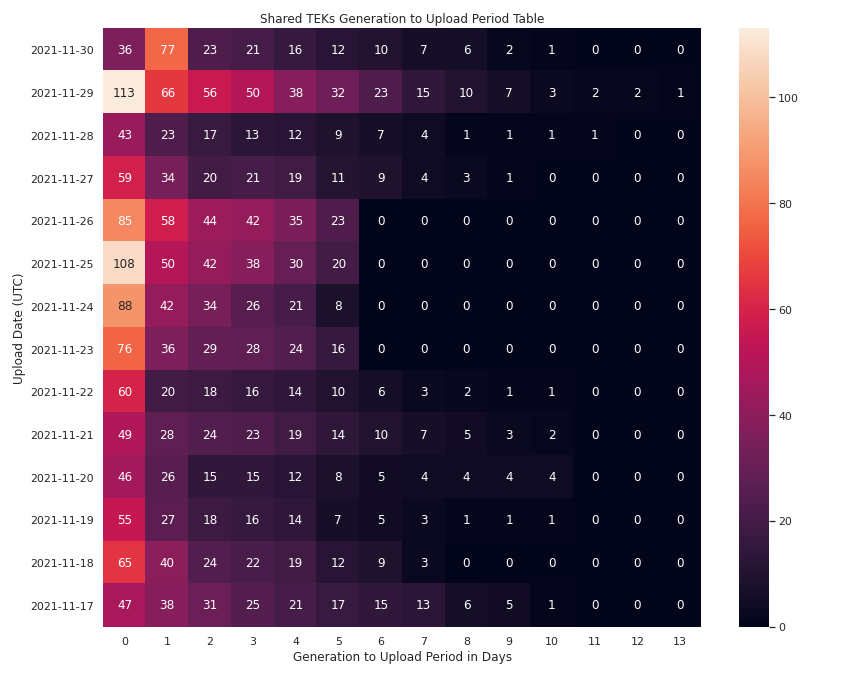 Shared TEKs Generation to Upload Period Table
2021-11-30 36 77 23 21 16 12 10 7 6 2 1 0 0 0
2021-11-29 113 66 56 50 38 32 23 15 10 7 3 2 2 1
2021-11-28 43 23 17 13 12 9 7 4 1 1 1 1 0 0
2021-11-27 59 34 20 21 19 11 9 4 3 1 0 0 0 0
2021-11-26 85 58 44 42 35 23 0 0 0 0 0 0 0 0
2021-11-25 108 50 42 38 30 20 0 0 0 0 0 0 0 0
2021-11-24 88 42 34 26 21 8 0 0 0 0 0 0 0 0
2021-11-23 76 36 29 28 24 16 0 0 0 0 0 0 0 0
2021-11-22 60 20 18 16 14 10 6 3 2 1 1 0 0 0
2021-11-21 49 28 24 23 19 14 10 7 5 3 2 0 0 0
2021-11-20 46 26 15 15 12 8 5 4 4 4 4 0 0 0
2021-11-19 55 27 18 16 14 7 5 3 1 1 1 0 0 0
2021-11-18 65 40 24 22 19 12 9 3 0 0 0 0 0 0
2021-11-17 47 38 31 25 21 17 15 13 6 5 1 0 0 0
0 1 2 3 4 5 6 7 8 9 10 11 12 13
Generation to Upload Period in Days
Upload Date (UTC)
100
80
60
40
20
0